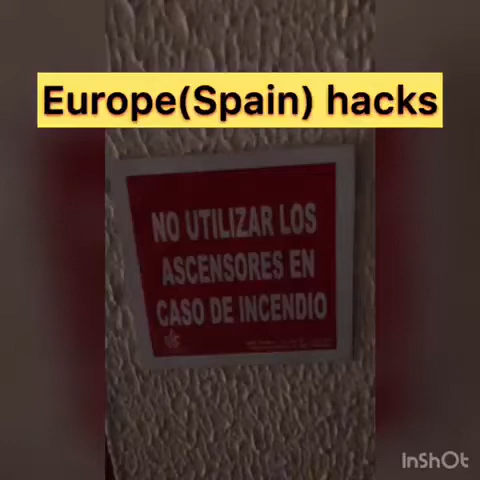 Europe(Spain) hacks
NO UTILIZAR LOS
ASCENSORES EN
CASO DE INCENDIO
InShOt